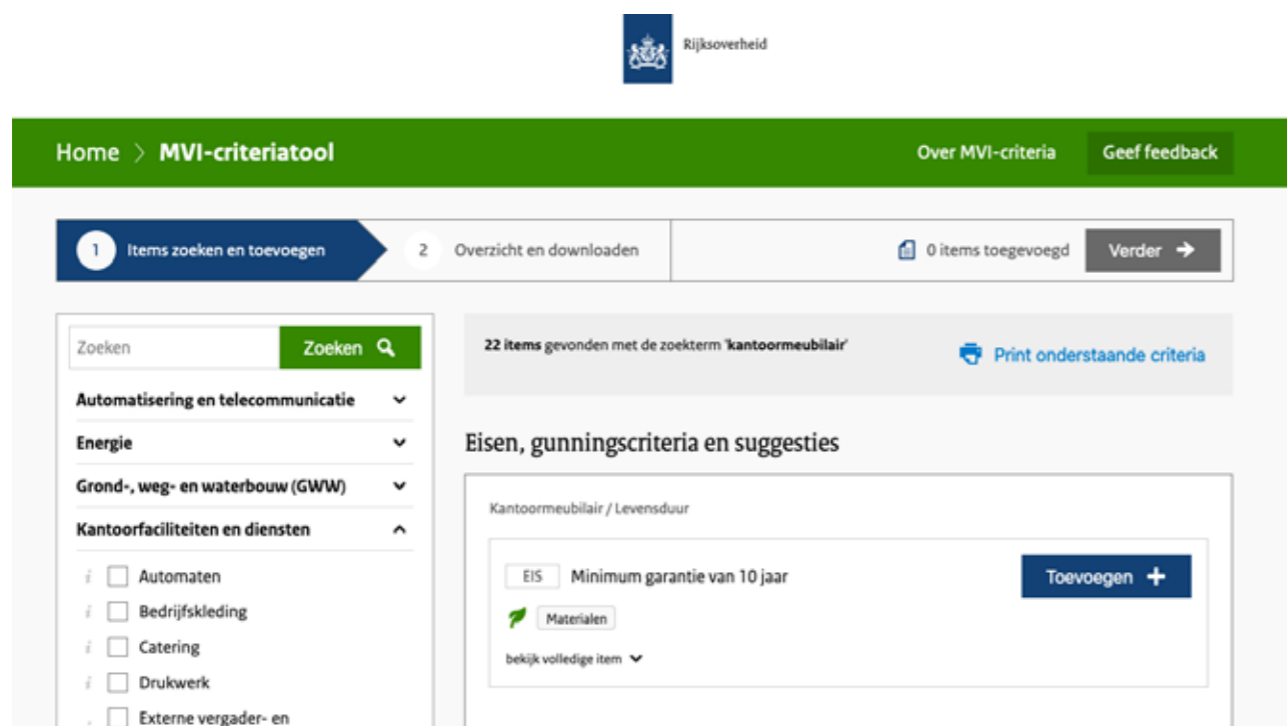 Rijksoverheid
Home > MVI-criteriatool
Over MVI-criteria
Geef feedback
1 Items zoeken en toevoegen
2 Overzicht en downloaden
0 items toegevoegd
Verder →
Zoeken
Zoeken
22 items gevonden met de zoekterm 'kantoormeubilair'
Print onderstaande criteria
Automatisering en telecommunicatie
Energie
Grond-, weg- en waterbouw (GWW)
Kantoorfaciliteiten en diensten
i Automaten
i Bedrijfskleding
i Catering
i Drukwerk
Externe vergader- en
Eisen, gunningscriteria en suggesties
Kantoormeubilair / Levensduur
EIS Minimum garantie van 10 jaar
Toevoegen +
Materialen
bekijk volledige item